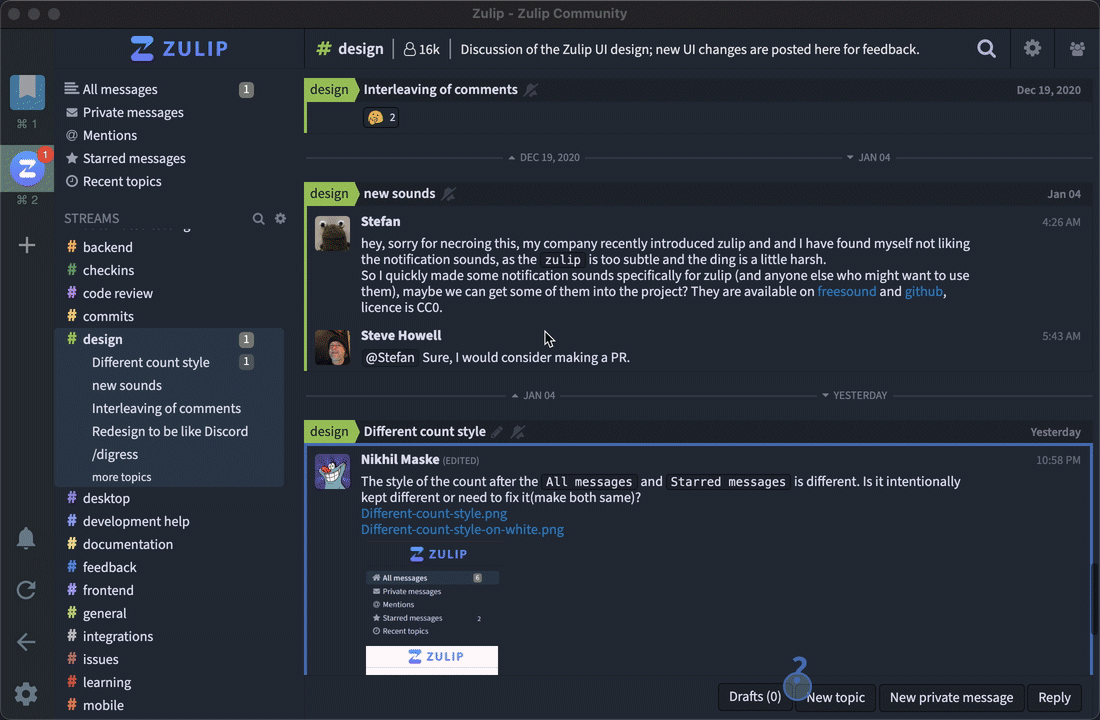 Zulip - Zulip Community
ZULIP
# design
16k
Discussion of the Zulip UI design; new UI changes are posted here for feedback.
⌘ 1
1
⌘ 2
All messages 1
Private messages
Mentions
Starred messages
Recent topics
STREAMS
# backend
# checkins
# code review
# commits
# design 1
Different count style 1
new sounds
Interleaving of comments
Redesign to be like Discord
/digress
more topics
# desktop
# development help
# documentation
# feedback
# frontend
# general
# integrations
# issues
# learning
# mobile
design Interleaving of comments Dec 19, 2020
2
DEC 19, 2020 JAN 04
design new sounds Jan 04
Stefan 4:26 AM
hey, sorry for necroing this, my company recently introduced zulip and and I have found myself not liking
the notification sounds, as the zulip is too subtle and the ding is a little harsh.
So I quickly made some notification sounds specifically for zulip (and anyone else who might want to use
them), maybe we can get some of them into the project? They are available on freesound and github,
licence is CC0.
Steve Howell 5:43 AM
@Stefan Sure, I would consider making a PR.
JAN 04 YESTERDAY
design Different count style Yesterday
Nikhil Maske (EDITED) 10:58 PM
The style of the count after the All messages and Starred messages is different. Is it intentionally
kept different or need to fix it(make both same)?
Different-count-style.png
Different-count-style-on-white.png
ZULIP
All messages 6
Private messages
Mentions
Starred messages 2
Recent topics
ZULIP
?
Drafts (0) New topic New private message Reply